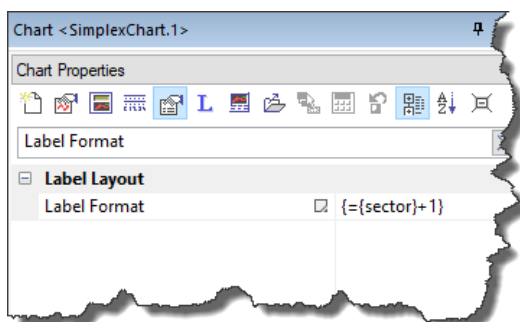 Chart <SimplexChart.1>
Chart Properties
L
A
Z
Label Format
Label Layout
Label Format {={sector}+1}